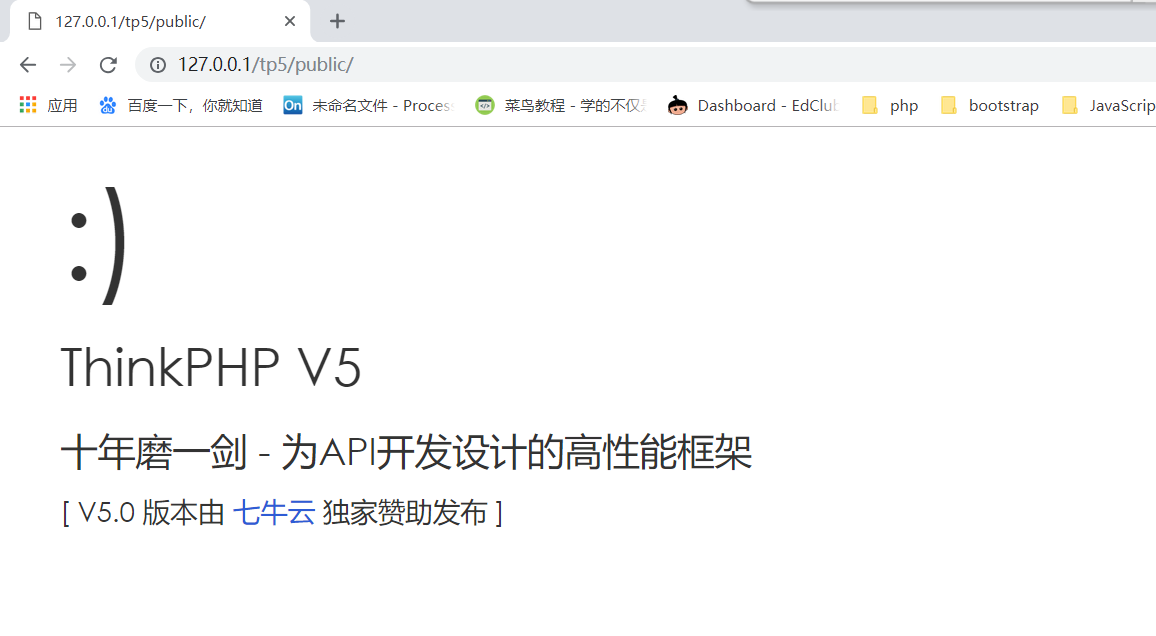 127.0.0.1/tp5/public/
127.0.0.1/tp5/public/
应用 百度一下，你就知道 未命名文件 - Process 菜鸟教程 - 学的不仅 Dashboard - EdClub php bootstrap JavaScrip
:)
ThinkPHP V5
十年磨一剑 - 为API开发设计的高性能框架
[ V5.0 版本由 七牛云 独家赞助发布 ]